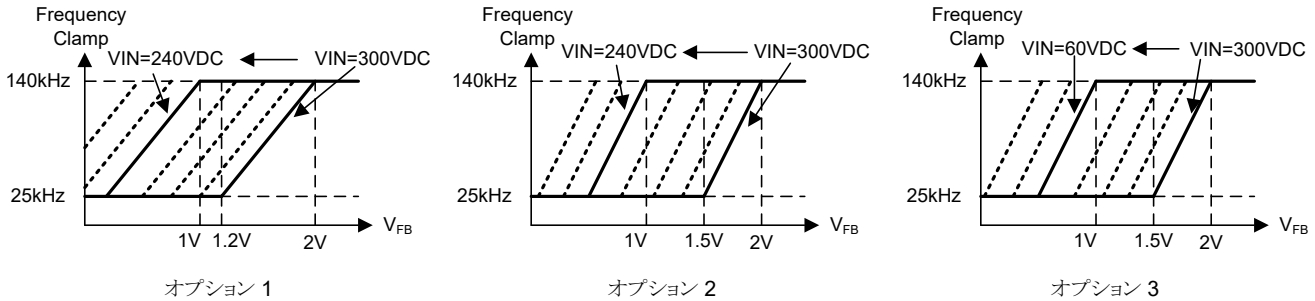 Frequency
Clamp
VIN=240VDC
VIN=300VDC
140kHz
25kHz
1V
1.2V
2V
VFB
オプション 1
Frequency
Clamp
VIN=240VDC
VIN=300VDC
140kHz
25kHz
1V
1.5V
2V
VFB
オプション 2
Frequency
Clamp
VIN=60VDC
VIN=300VDC
140kHz
25kHz
1V
1.5V
2V
VFB
オプション 3